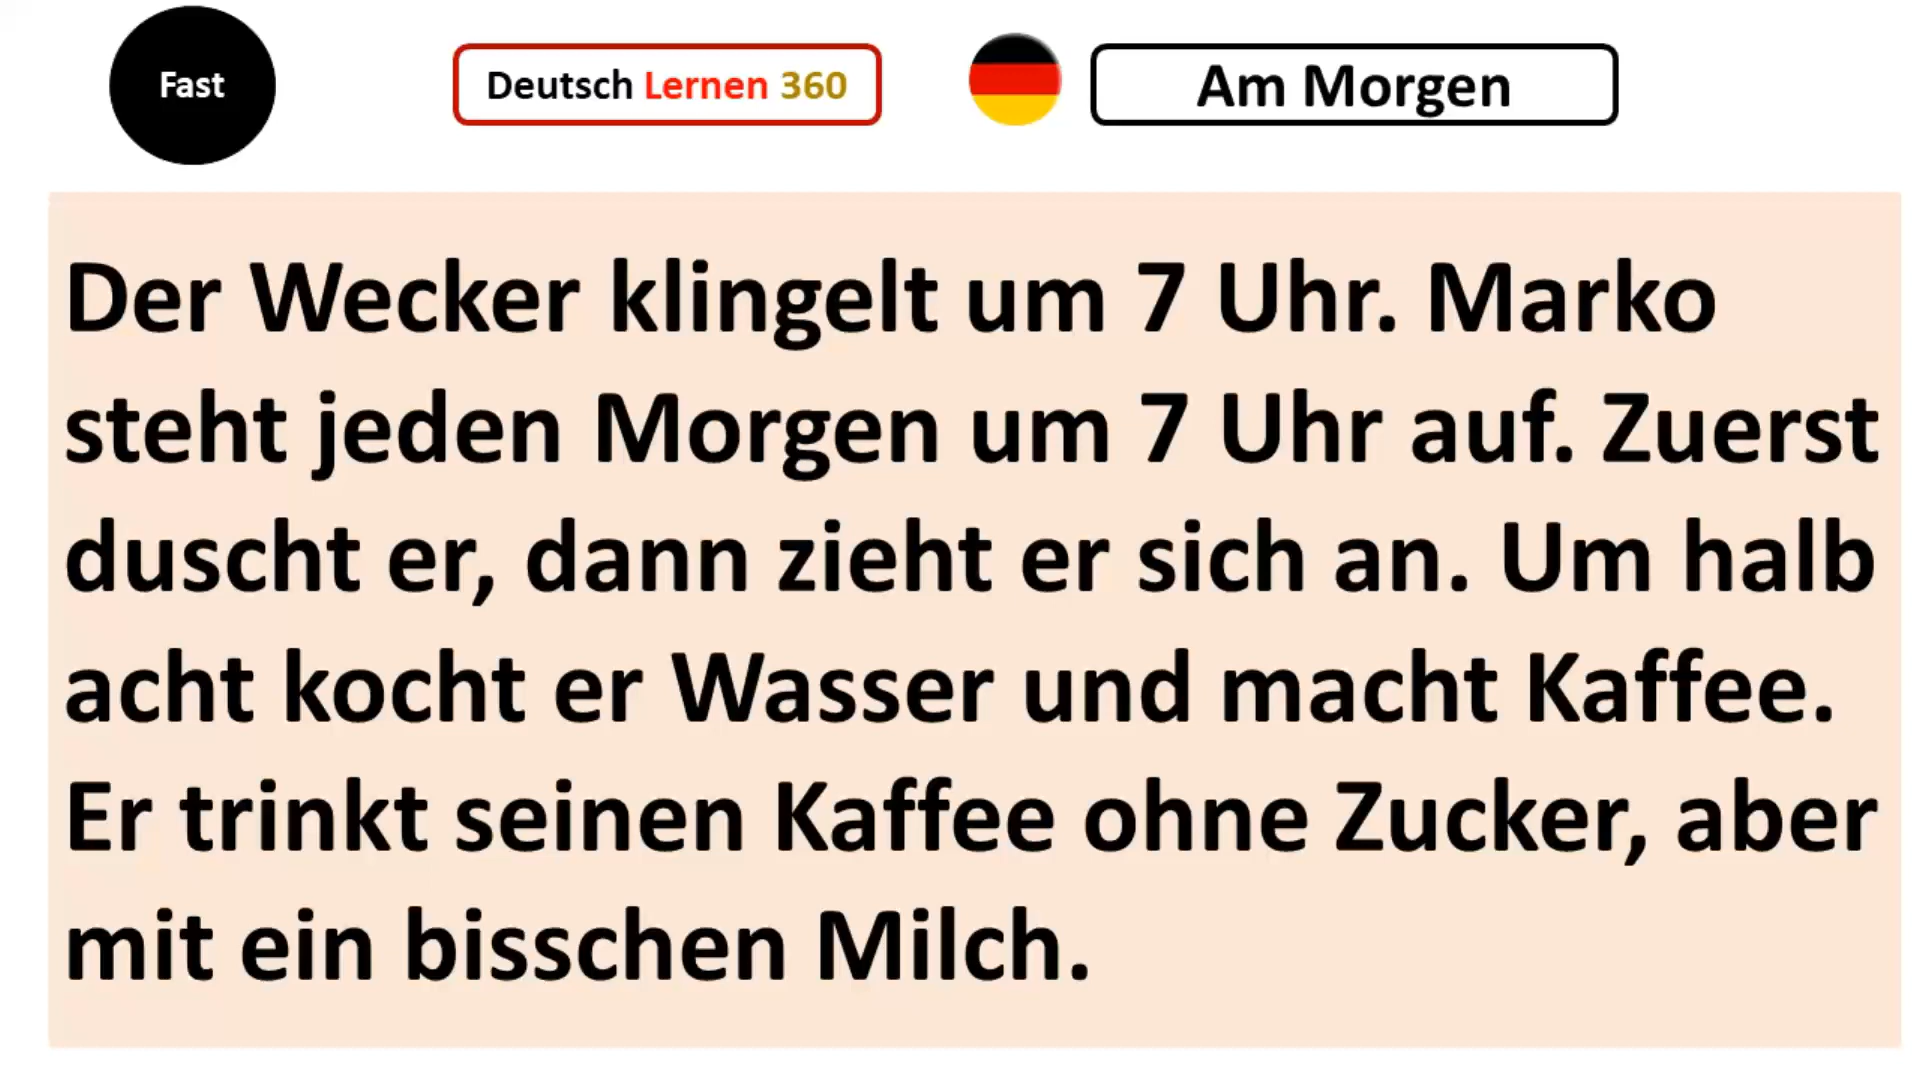 Fast
Deutsch Lernen 360
Am Morgen
Der Wecker klingelt um 7 Uhr. Marko
steht jeden Morgen um 7 Uhr auf. Zuerst
duscht er, dann zieht er sich an. Um halb
acht kocht er Wasser und macht Kaffee.
Er trinkt seinen Kaffee ohne Zucker, aber
mit ein bisschen Milch.